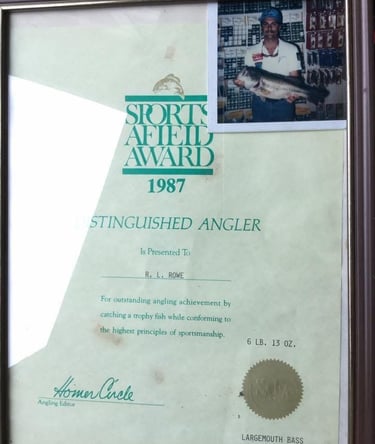 SPORTS
AFIELD
AWARD
1987
DISTINGUISHED ANGLER
Is Presented To
R. L. ROWE
For outstanding angling achievement by
catching a trophy fish while conforming to
the highest principles of sportsmanship.
6 LB. 13 OZ.
Homer Circle
Angling Editor
LARGEMOUTH BASS